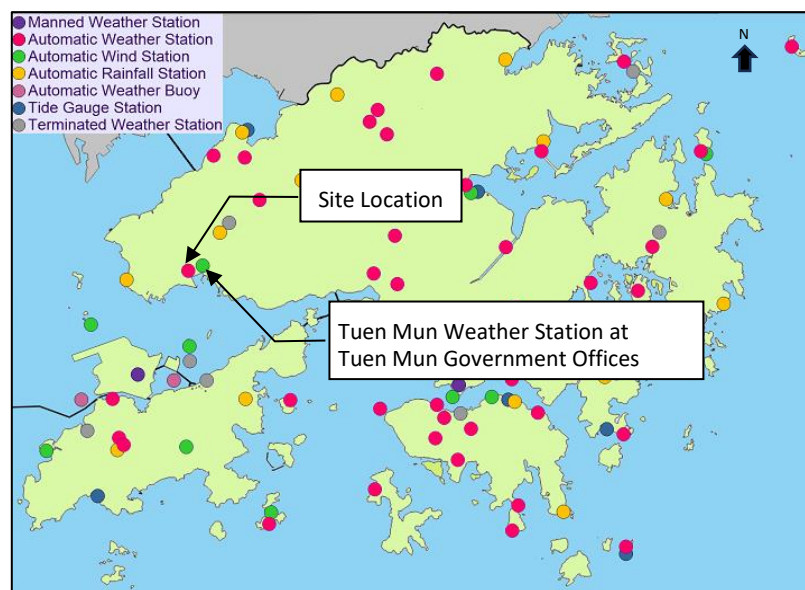 Manned Weather Station
Automatic Weather Station
Automatic Wind Station
Automatic Rainfall Station
Automatic Weather Buoy
Tide Gauge Station
Terminated Weather Station
N
Site Location
Tuen Mun Weather Station at
Tuen Mun Government Offices